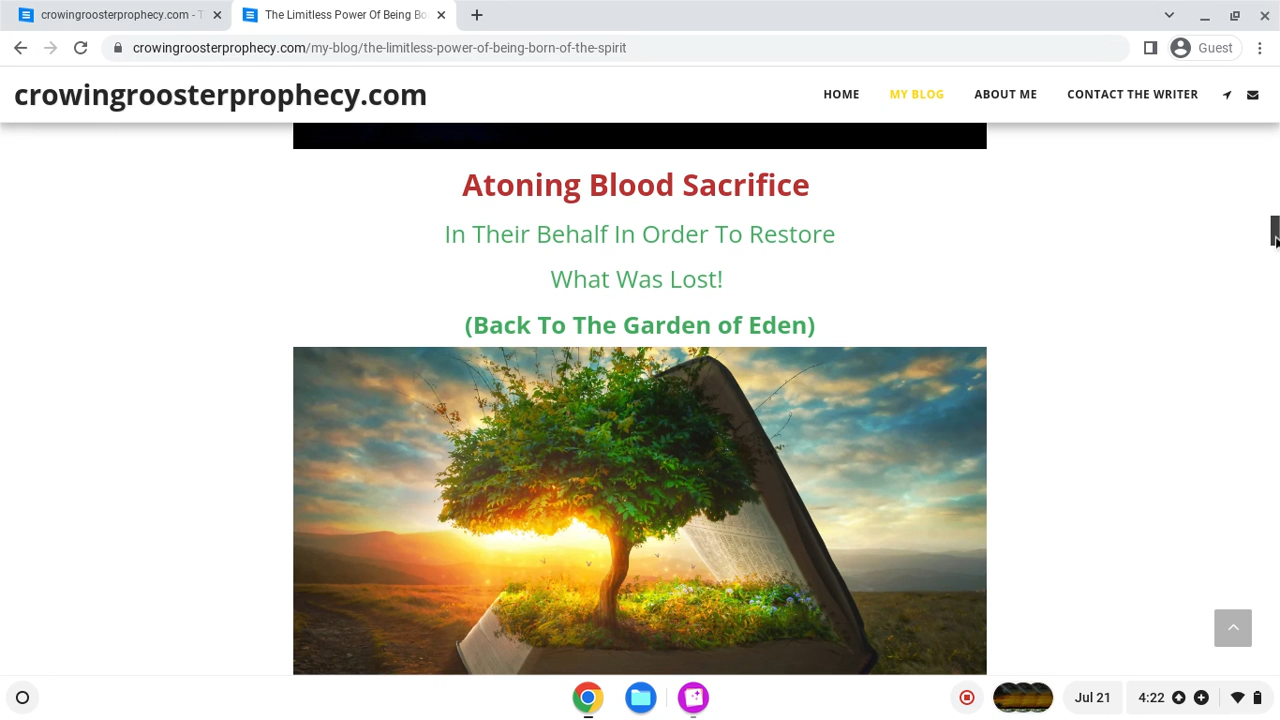 crowingroosterprophecy.com - T
The Limitless Power Of Being Bo
crowingroosterprophecy.com/my-blog/the-limitless-power-of-being-born-of-the-spirit
Guest
crowingroosterprophecy.com
HOME
MY BLOG
ABOUT ME
CONTACT THE WRITER
Atoning Blood Sacrifice
In Their Behalf In Order To Restore
What Was Lost!
(Back To The Garden of Eden)
Jul 21
4:22